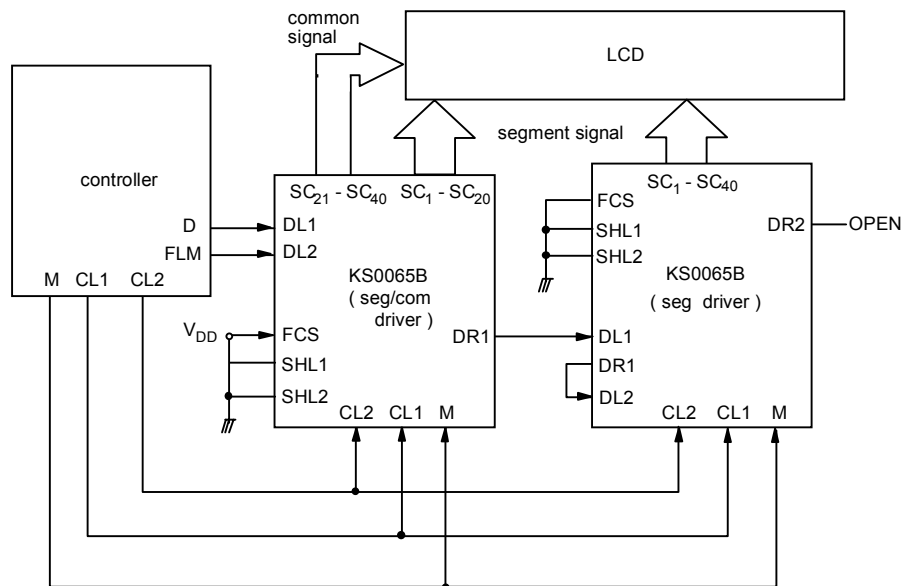 common
signal
LCD
segment signal
controller
D
FLM
M CL1 CL2
SC21 - SC40 SC1 - SC20
DL1
DL2
KS0065B
( seg/com
driver )
VDD
FCS
SHL1
SHL2
DR1
CL2 CL1 M
SC1 - SC40
FCS
SHL1
SHL2
DR2
OPEN
KS0065B
( seg driver )
DL1
DR1
DL2
CL2 CL1 M